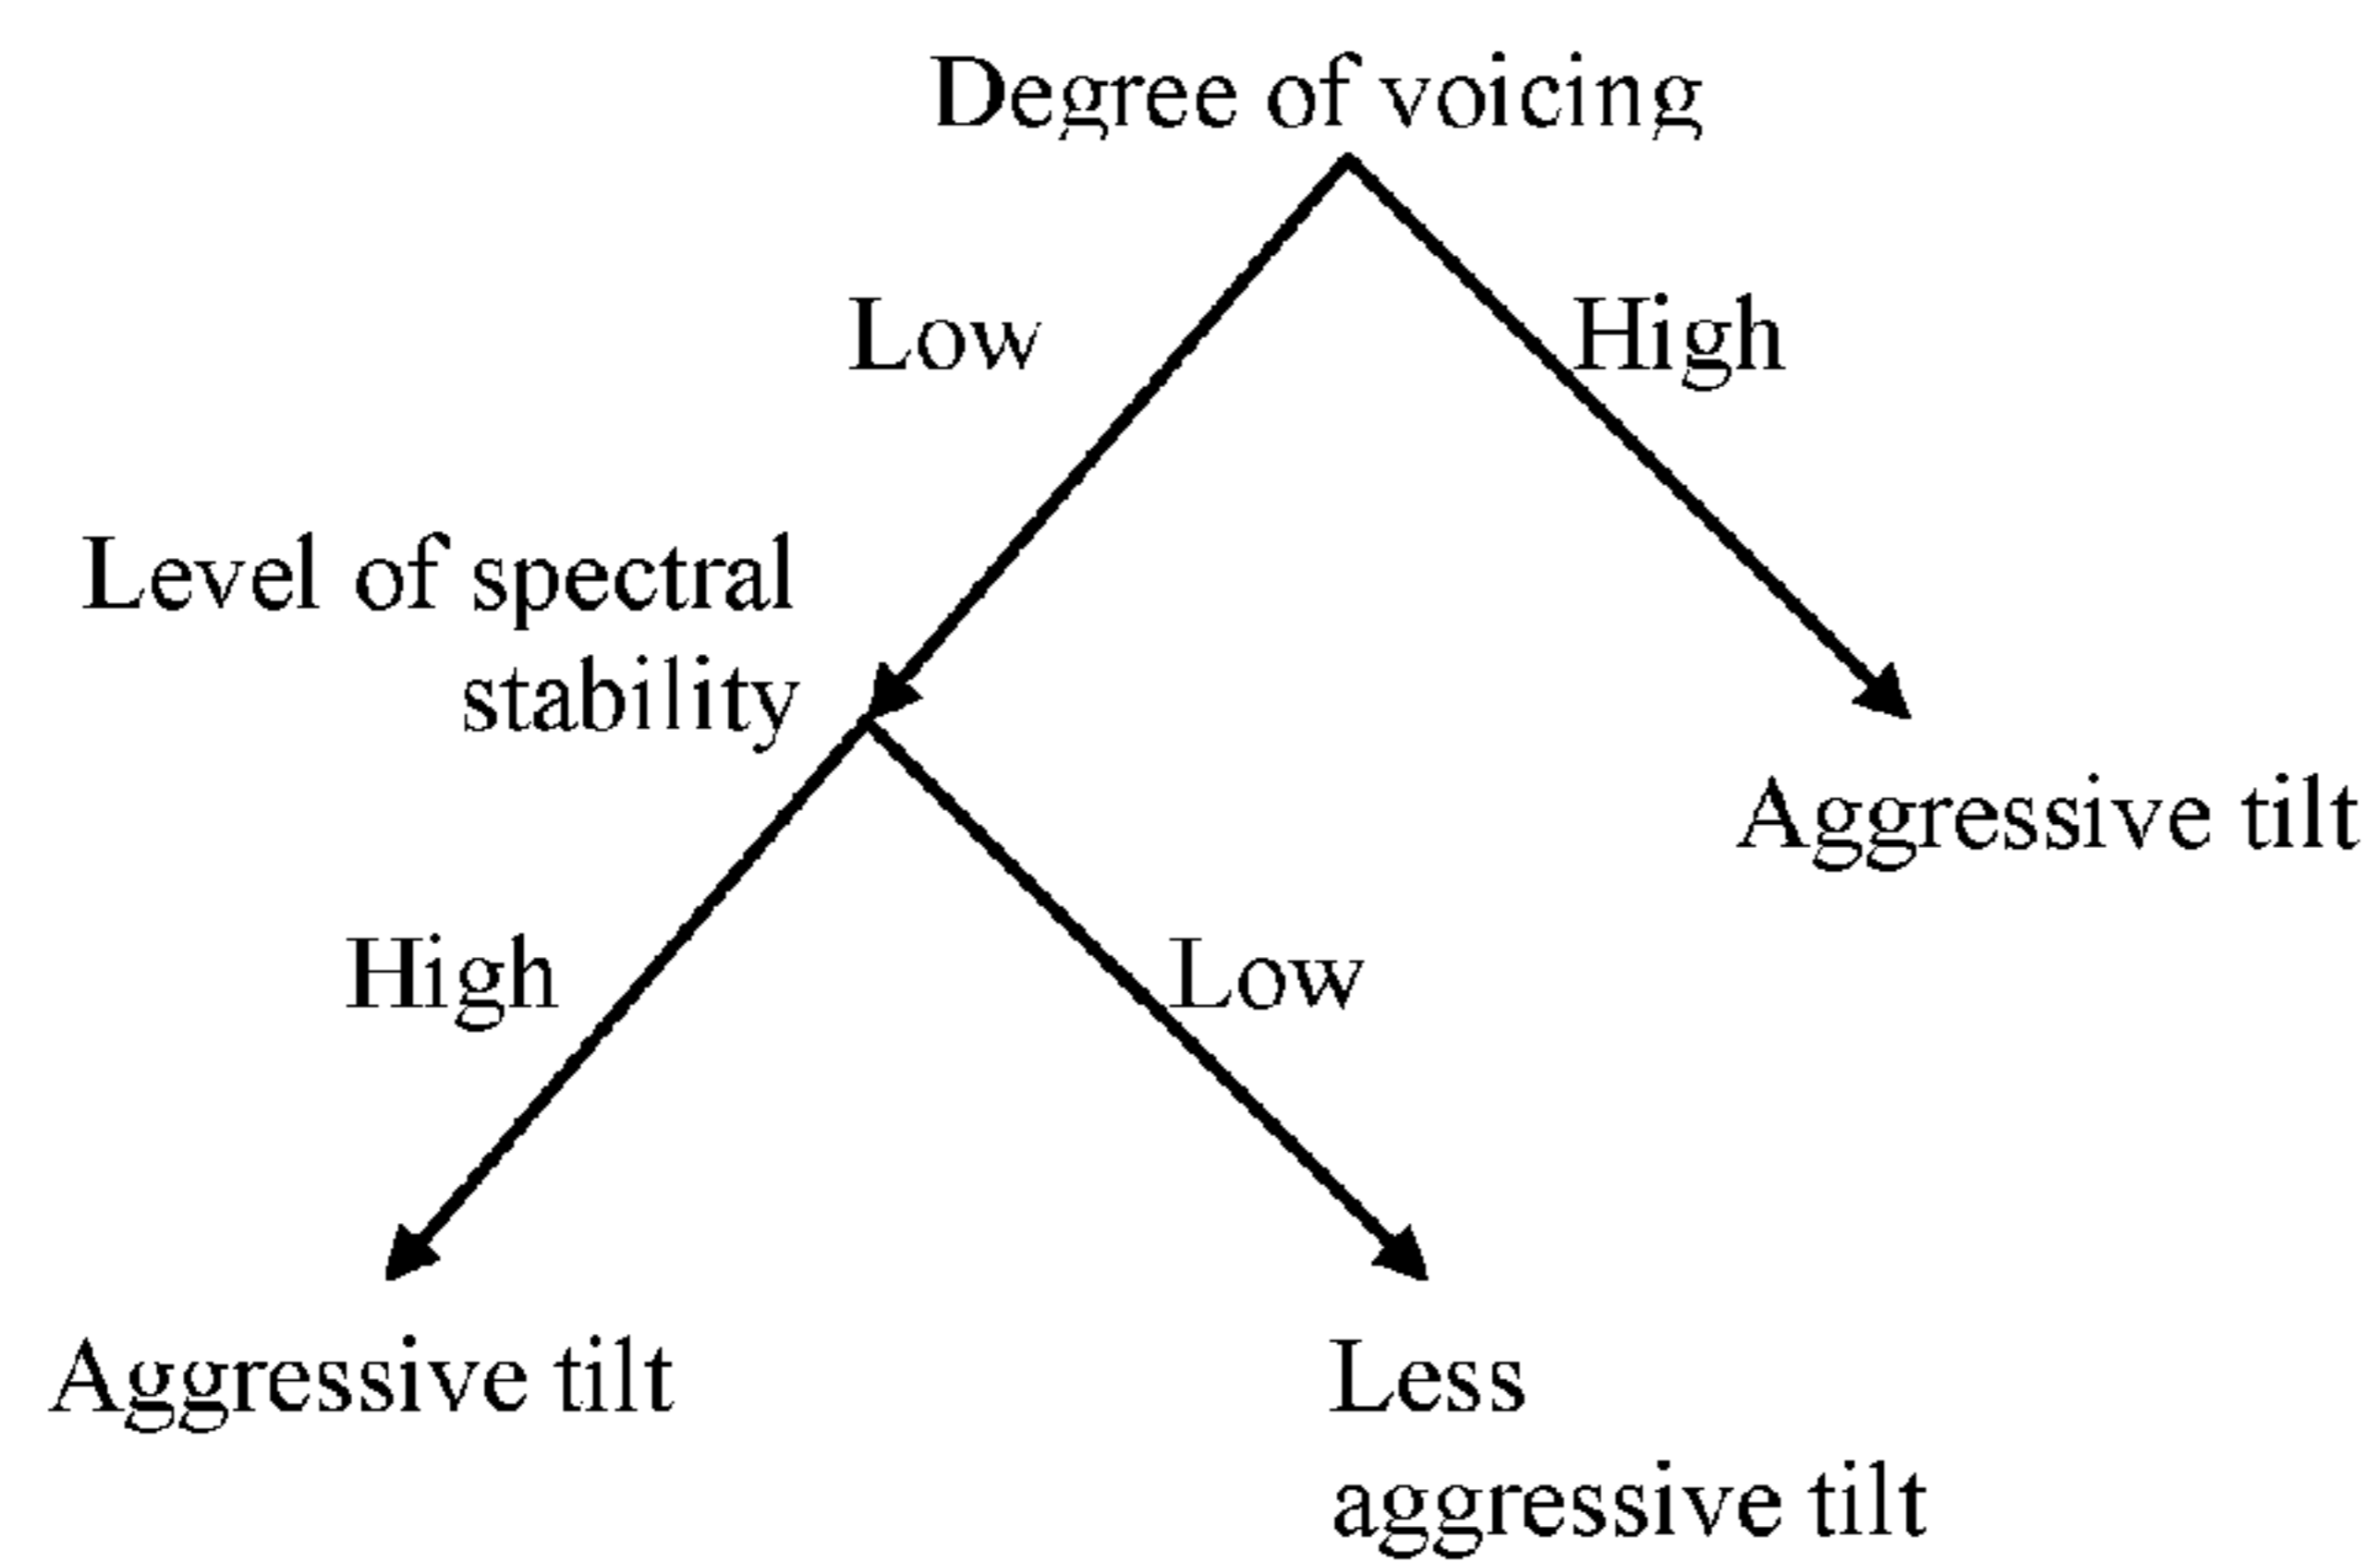 Degree of voicing
Low
High
Level of spectral
stability
Aggressive tilt
High
Low
Aggressive tilt
Less
aggressive tilt